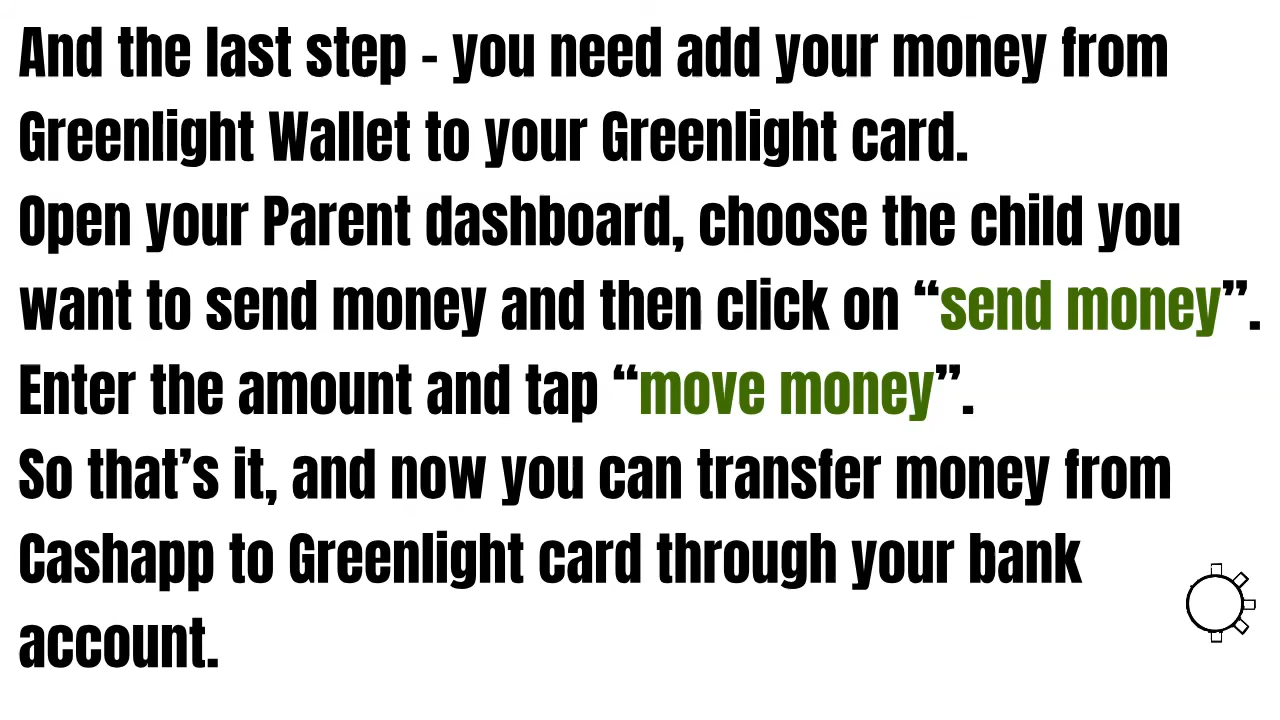 And the last step - you need add your money from
Greenlight Wallet to your Greenlight card.
Open your Parent dashboard, choose the child you
want to send money and then click on “send money”.
Enter the amount and tap “move money”.
So that’s it, and now you can transfer money from
Cashapp to Greenlight card through your bank
account.